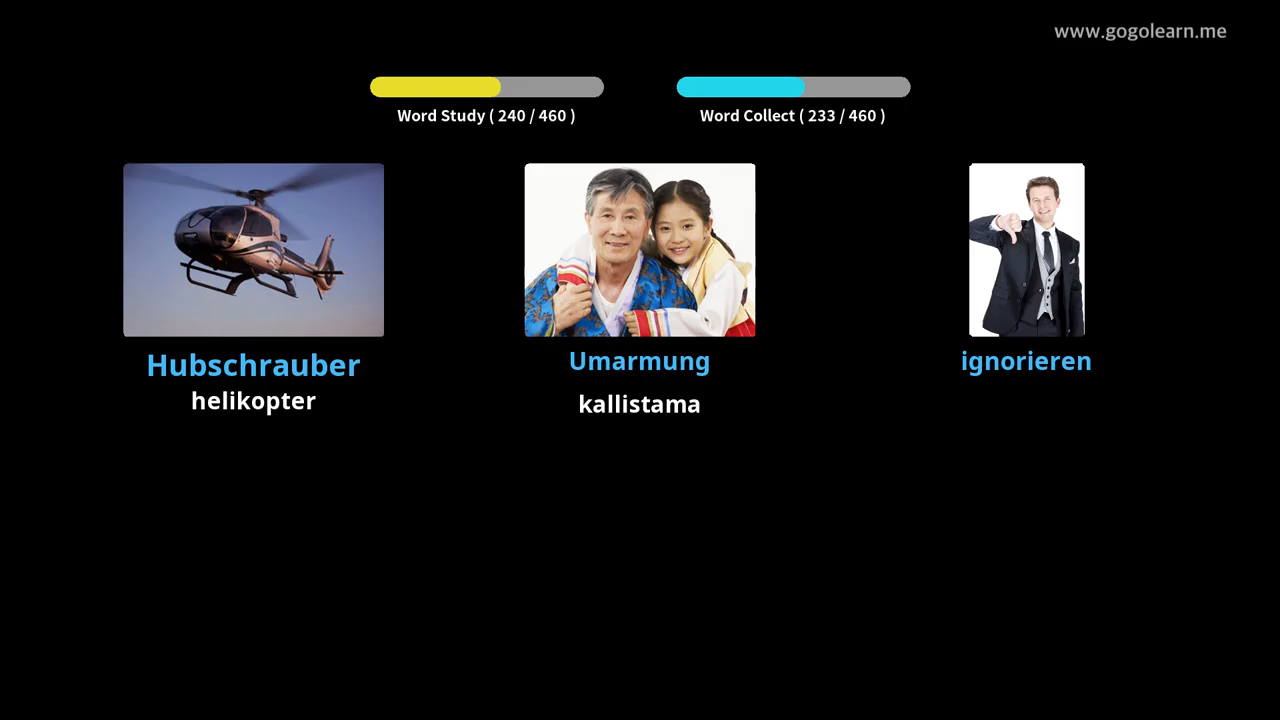 www.gogolearn.me
Word Study ( 240 / 460 )
Word Collect ( 233 / 460 )
Hubschrauber
helikopter
Umarmung
kallistama
ignorieren